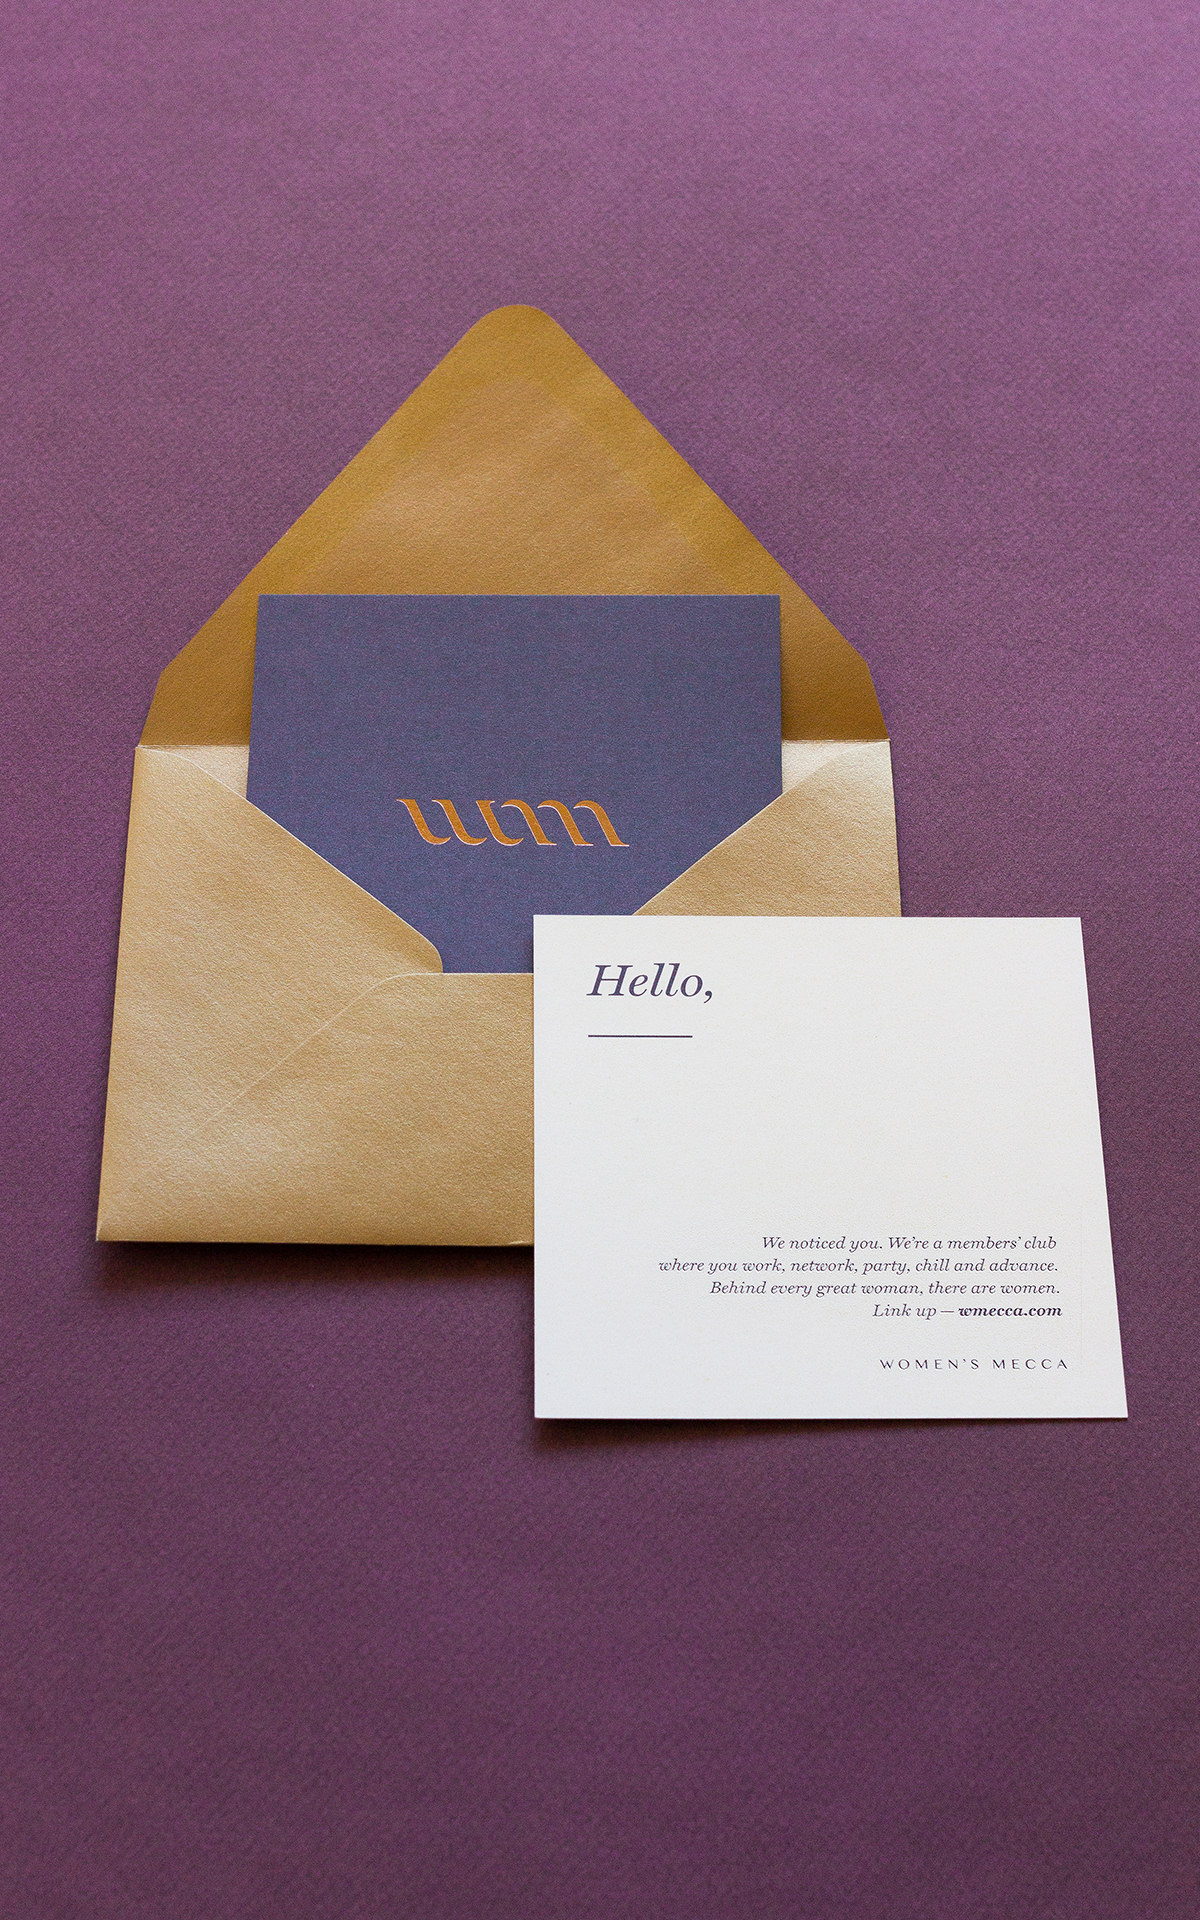 wm
Hello,
We noticed you. We're a members' club
where you work, network, party, chill and advance.
Behind every great woman, there are women.
Link up — wmecca.com
WOMEN'S MECCA